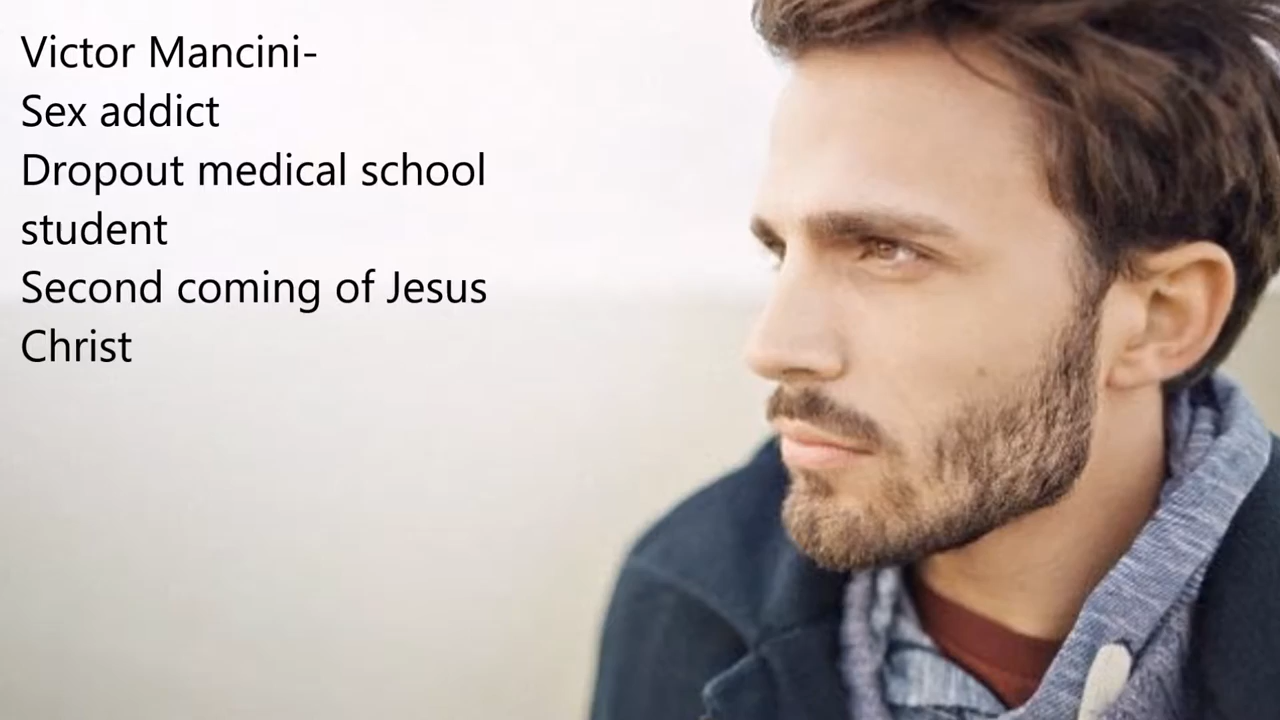 Victor Mancini-
Sex addict
Dropout medical school
student
Second coming of Jesus
Christ